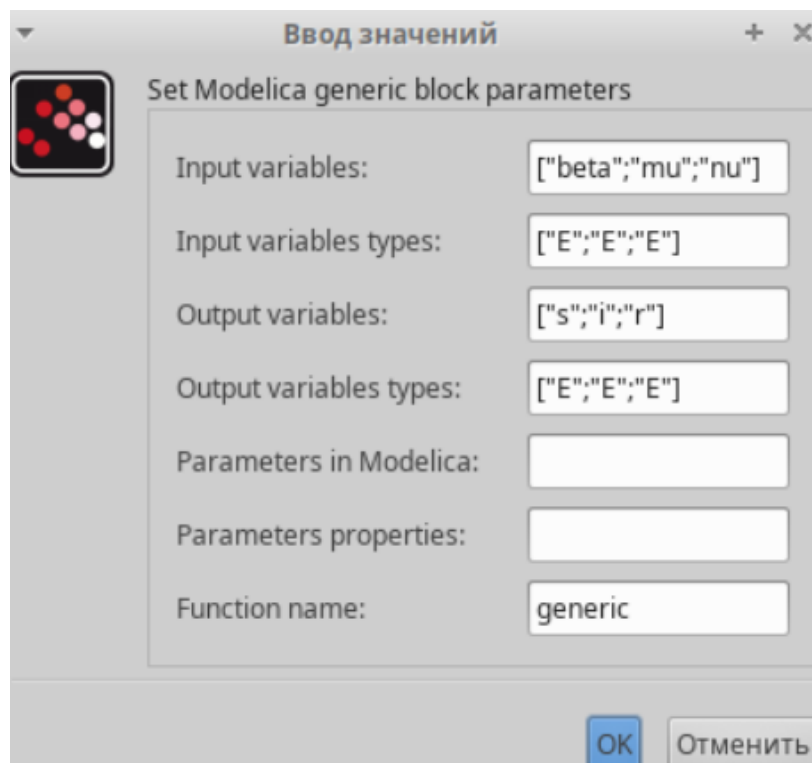 Ввод значений
Set Modelica generic block parameters
Input variables: ["beta";"mu";"nu"]
Input variables types: ["E";"E";"E"]
Output variables: ["s";"i";"r"]
Output variables types: ["E";"E";"E"]
Parameters in Modelica:
Parameters properties:
Function name: generic
OK Отменить